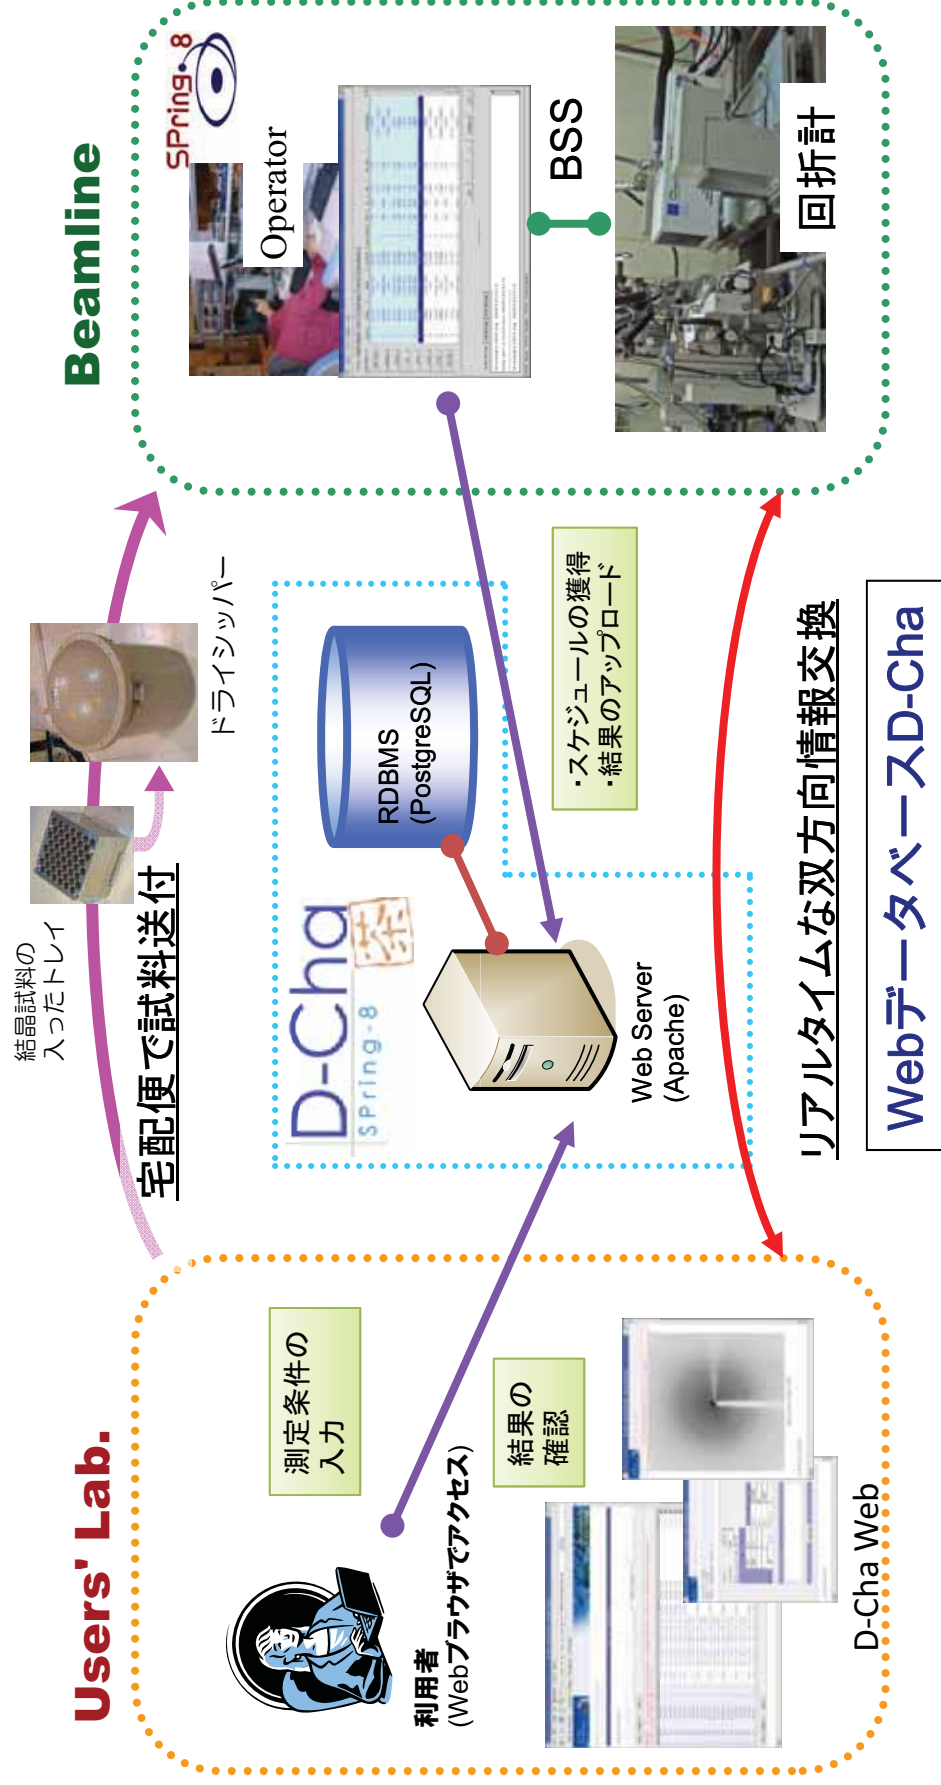 Users' Lab.
Beamline
結晶試料の
入ったトレイ
ドライシッパー
宅配便で試料送付
SPring-8
Operator
BSS
回折計
測定条件の
入力
利用者
(Webブラウザでアクセス)
結果の
確認
D-Cha Web
D-Cha
SPring-8
茶
RDBMS
(PostgreSQL)
Web Server
(Apache)
・スケジュールの獲得
・結果のアップロード
リアルタイムな双方向情報交換
WebデータベースD-Cha